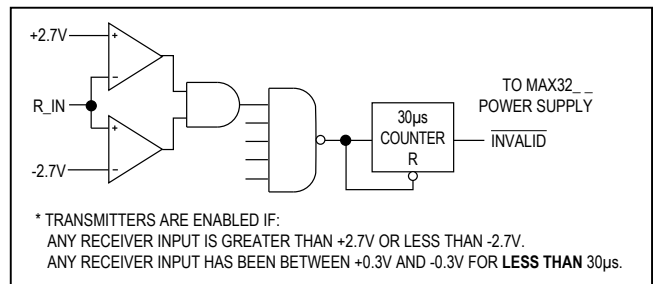 +2.7V
R_IN
-2.7V
30µs
COUNTER
R
TO MAX32_ _
POWER SUPPLY
INVALID
* TRANSMITTERS ARE ENABLED IF:
ANY RECEIVER INPUT IS GREATER THAN +2.7V OR LESS THAN -2.7V.
ANY RECEIVER INPUT HAS BEEN BETWEEN +0.3V AND -0.3V FOR LESS THAN 30µs.